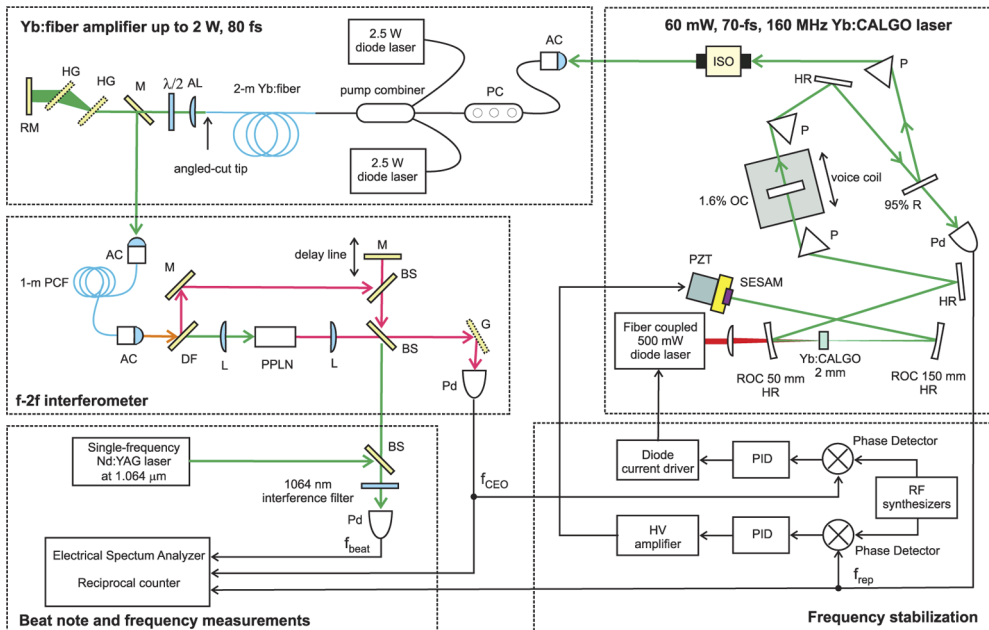 Yb:fiber amplifier up to 2 W, 80 fs
HG
HG
M
λ/2
AL
RM
angled-cut tip
2-m Yb:fiber
2.5 W
diode laser
pump combiner
2.5 W
diode laser
PC
AC
60 mW, 70-fs, 160 MHz Yb:CALGO laser
ISO
P
HR
P
1.6% OC
voice coil
95% R
Pd
P
PZT
SESAM
HR
Fiber coupled
500 mW
diode laser
Yb:CALGO
2 mm
ROC 50 mm
HR
ROC 150 mm
HR
AC
1-m PCF
M
delay line
M
BS
AC
DF
L
PPLN
L
BS
G
Pd
f-2f interferometer
Single-frequency
Nd:YAG laser
at 1.064 μm
BS
1064 nm
interference filter
Pd
fbeat
fCEO
Electrical Spectum Analyzer
Reciprocal counter
Beat note and frequency measurements
Diode
current driver
PID
Phase Detector
RF
synthesizers
HV
amplifier
PID
Phase Detector
frep
Frequency stabilization